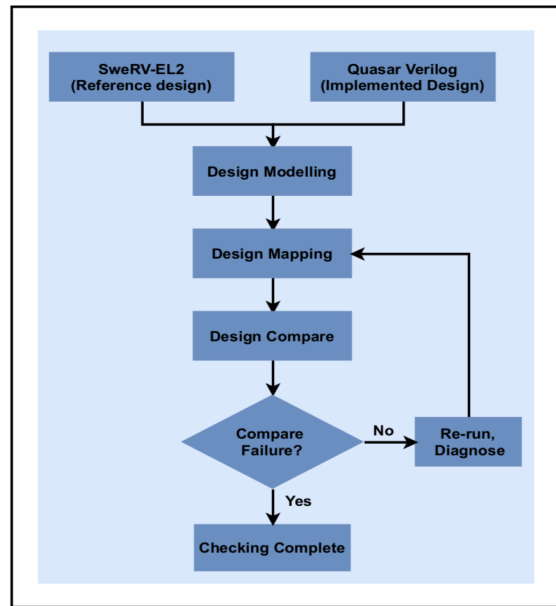 SweRV-EL2
(Reference design)
Quasar Verilog
(Implemented Design)
Design Modelling
Design Mapping
Design Compare
Compare
Failure?
No
Re-run,
Diagnose
Yes
Checking Complete